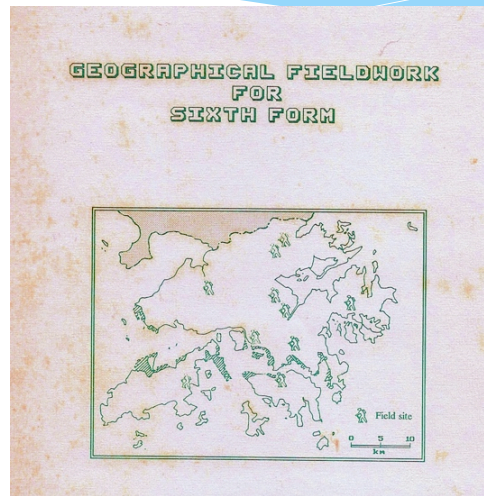 GEOGRAPHICAL FIELDWORK
FOR
SIXTH FORM
Field site
0 5 10
km